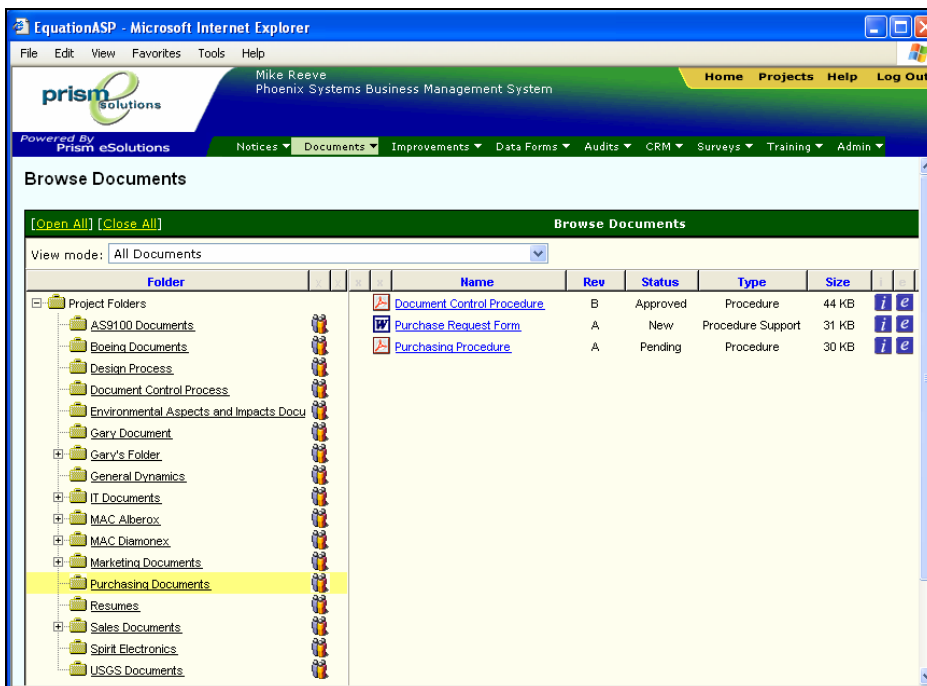 EquationASP - Microsoft Internet Explorer
File Edit View Favorites Tools Help
Mike Reeve
Phoenix Systems Business Management System
Home Projects Help Log Out
prism
solutions
Powered By
Prism eSolutions
Notices Documents Improvements Data Forms Audits CRM Surveys Training Admin
Browse Documents
[Open All] [Close All] Browse Documents
View mode: All Documents
Folder x x x x Name Rev Status Type Size i e
Project Folders Document Control Procedure B Approved Procedure 44 KB i e
AS9100 Documents Purchase Request Form A New Procedure Support 31 KB i e
Boeing Documents Purchasing Procedure A Pending Procedure 30 KB i e
Design Process
Document Control Process
Environmental Aspects and Impacts Docu
Gary Document
Gary's Folder
General Dynamics
IT Documents
MAC Alberox
MAC Diamonex
Marketing Documents
Purchasing Documents
Resumes
Sales Documents
Spirit Electronics
USGS Documents